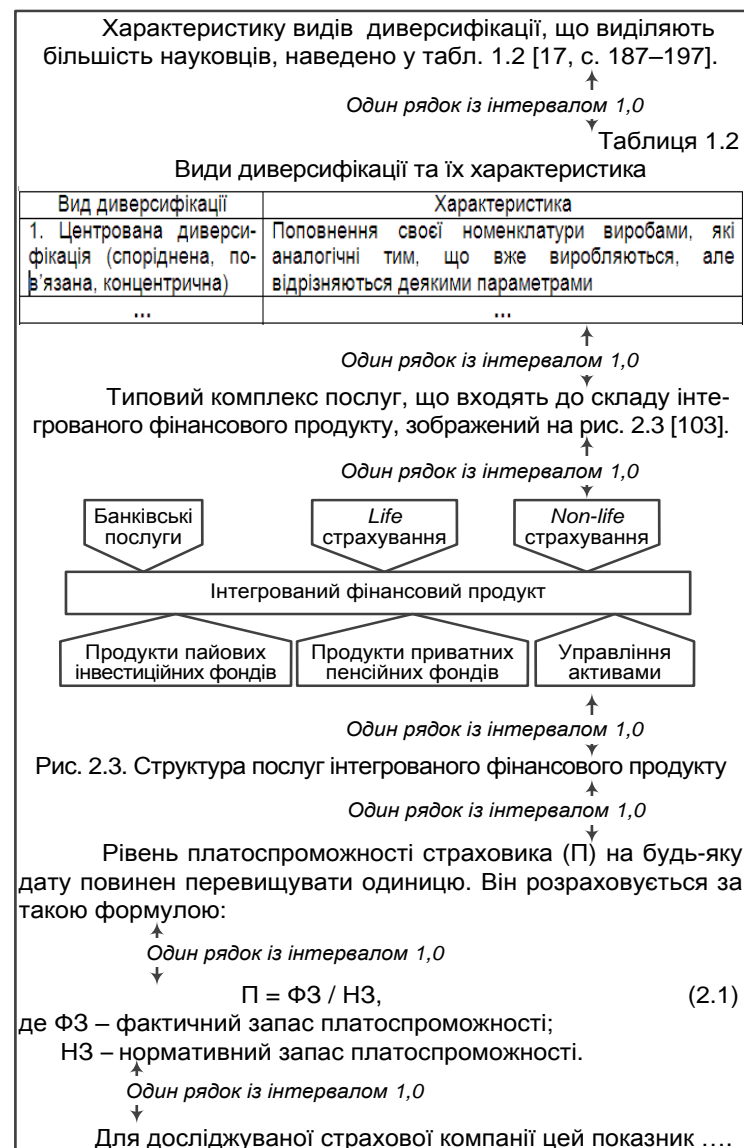 Характеристику видів диверсифікації, що виділяють
більшість науковців, наведено у табл. 1.2 [17, с. 187–197].
Один рядок із інтервалом 1,0
Таблиця 1.2
Види диверсифікації та їх характеристика
Вид диверсифікації Характеристика
1. Центрована диверси- Поповнення своєї номенклатури виробами, які
фікація (споріднена, по- аналогічні тим, що вже виробляються, але
в'язана, концентрична) відрізняються деякими параметрами
... ...
Один рядок із інтервалом 1,0
Типовий комплекс послуг, що входять до складу інте-
грованого фінансового продукту, зображений на рис. 2.3 [103].
Один рядок із інтервалом 1,0
Банківські Life Non-life
послуги страхування страхування
Інтегрований фінансовий продукт
Продукти пайових Продукти приватних Управління
інвестиційних фондів пенсійних фондів активами
Один рядок із інтервалом 1,0
Рис. 2.3. Структура послуг інтегрованого фінансового продукту
Один рядок із інтервалом 1,0
Рівень платоспроможності страховика (П) на будь-яку
дату повинен перевищувати одиницю. Він розраховується за
такою формулою:
Один рядок із інтервалом 1,0
П = ФЗ / НЗ, (2.1)
де ФЗ – фактичний запас платоспроможності;
НЗ – нормативний запас платоспроможності.
Один рядок із інтервалом 1,0
Для досліджуваної страхової компанії цей показник ….